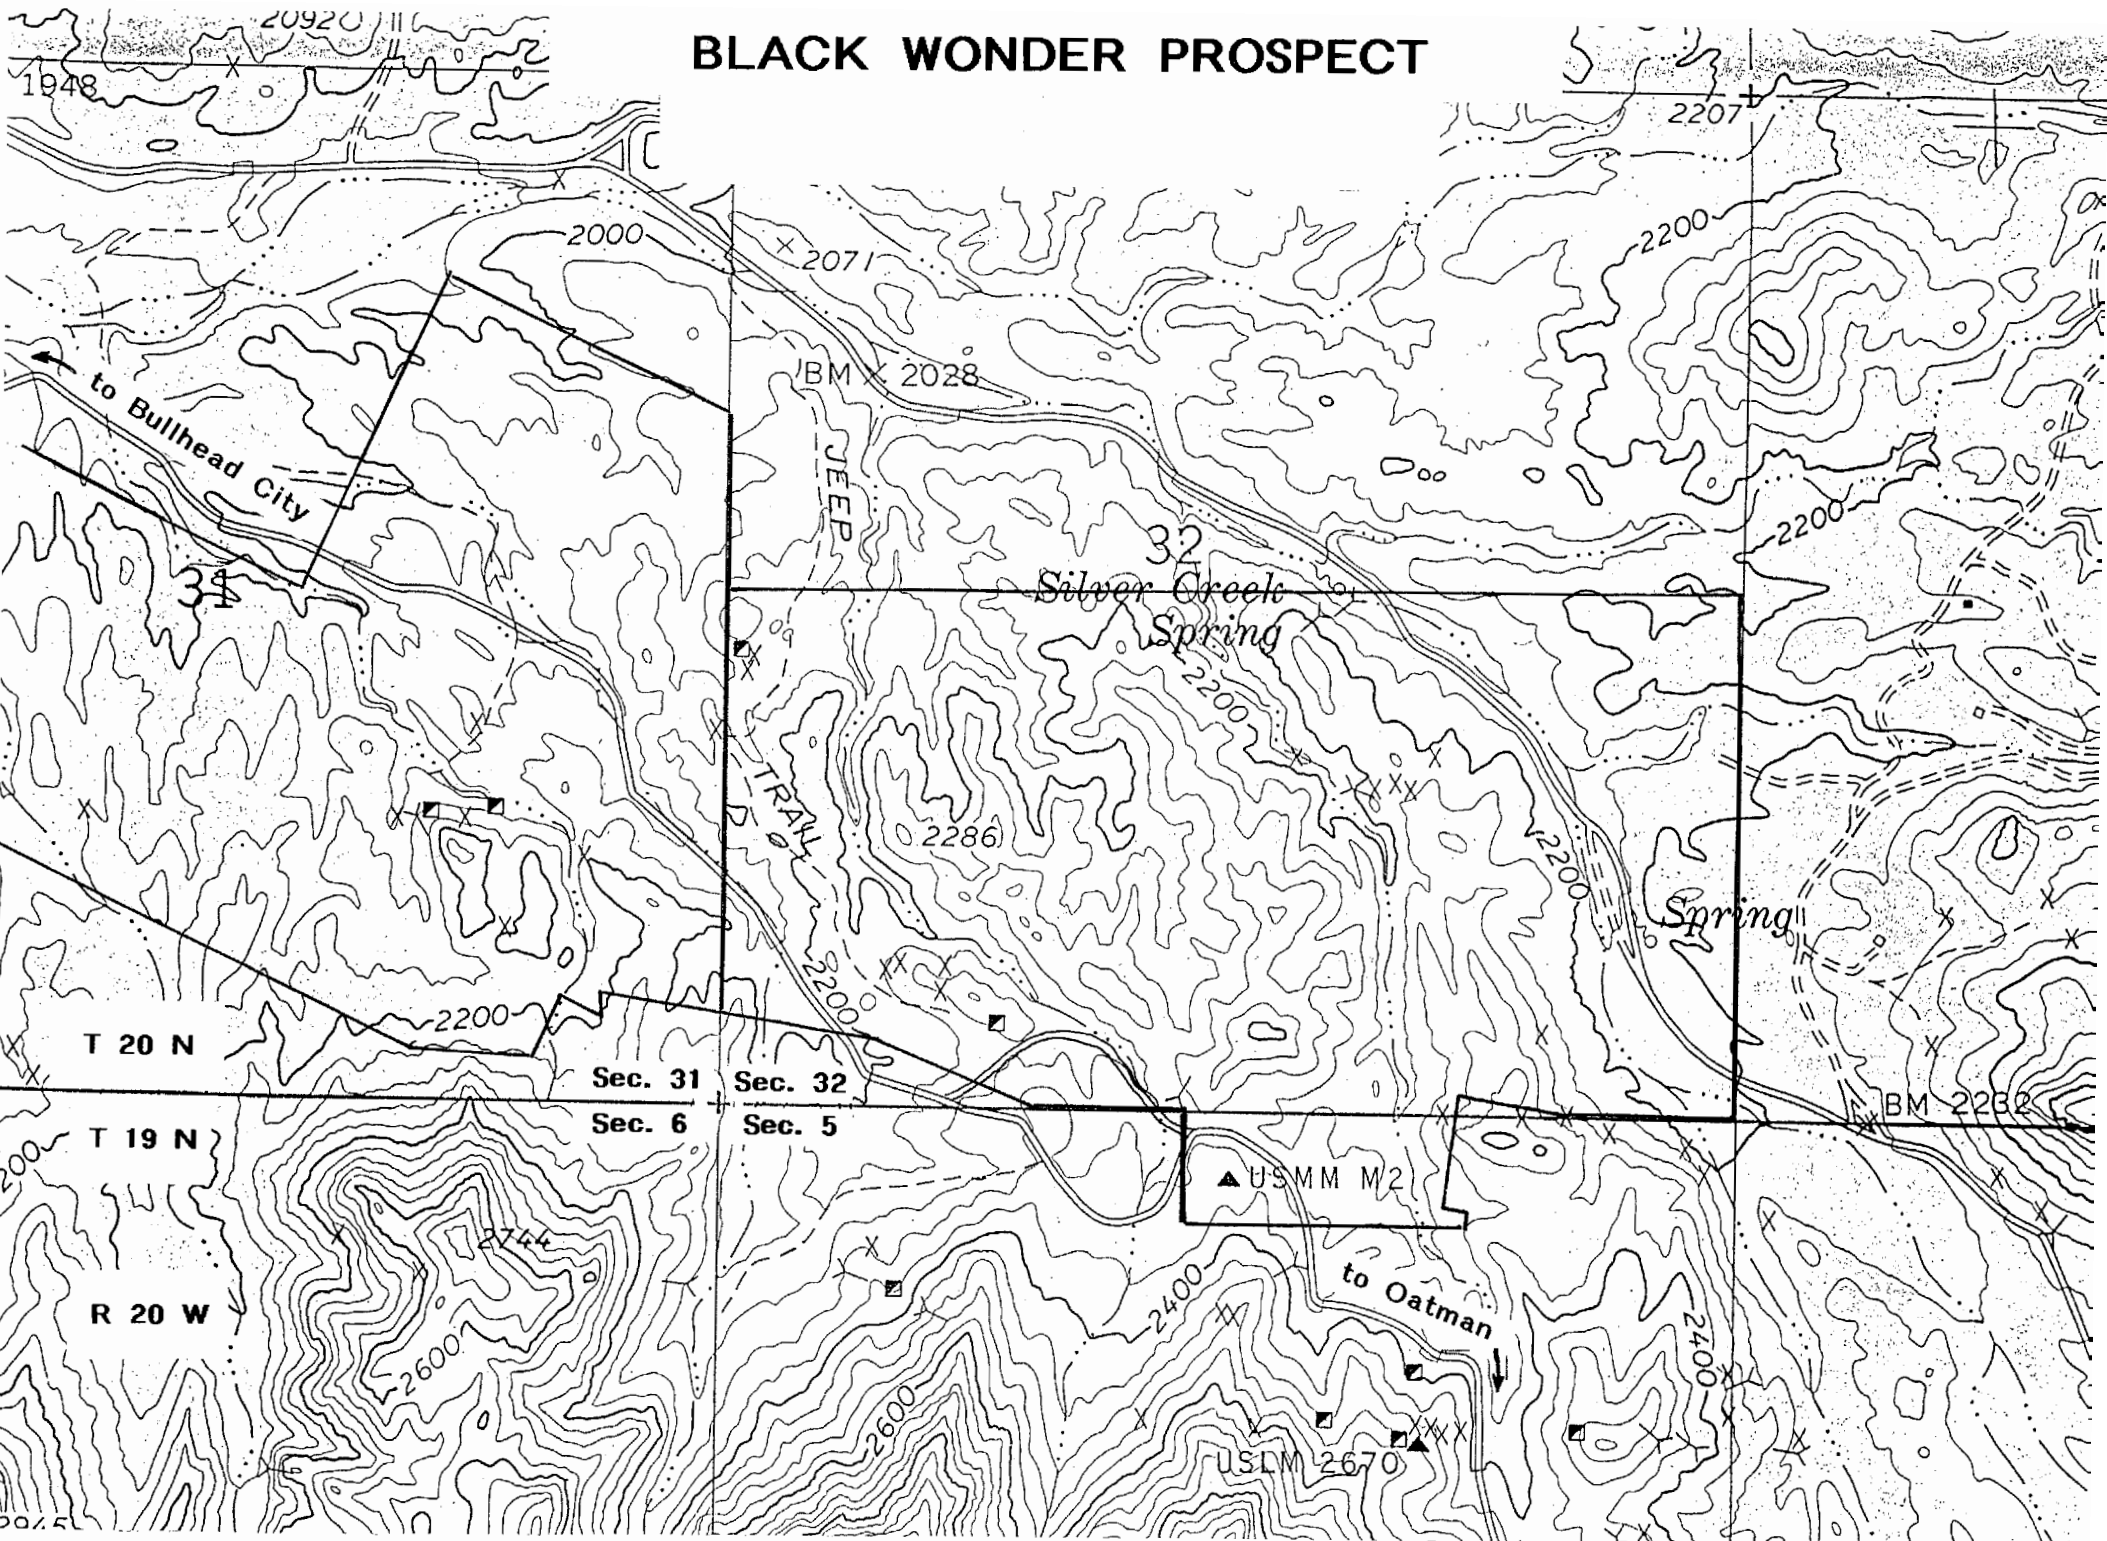 20920
BLACK WONDER PROSPECT
1948
2207
2000
2071
2200
BM 2028
to Bullhead City
JEEP
32
2200
31
Silver Creek
Spring
2200
TRAIL
2286
2200
Spring
2200
2200
T 20 N
Sec. 31 Sec. 32
BM 2232
Sec. 6 Sec. 5
T 19 N
USMM M2
2744
to Oatman
R 20 W
2400
2400
2600
2600
USLM 2670